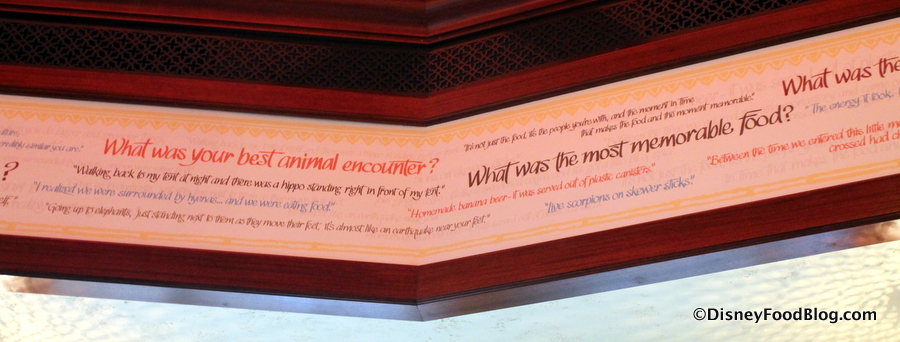 redibly similar you are."
?
What was your best animal encounter?
"Walking back to my tent at night and there was a hippo standing right in front of my tent."
"I realized we were surrounded by hyenas... and we were eating food."
"Going up to elephants, just standing next to them as they move their feet, it's almost like an earthquake near your feet."
"It's not just the food, it's the people you're with, and the moment in time
that makes the food and the moment memorable."
What was the most memorable food?
"Homemade banana beer-it was served out of plastic canisters."
"Live scorpions on skewer sticks."
What was the
"The energy it took,
"Between the time we entered this little
crossed had
©DisneyFoodBlog.com